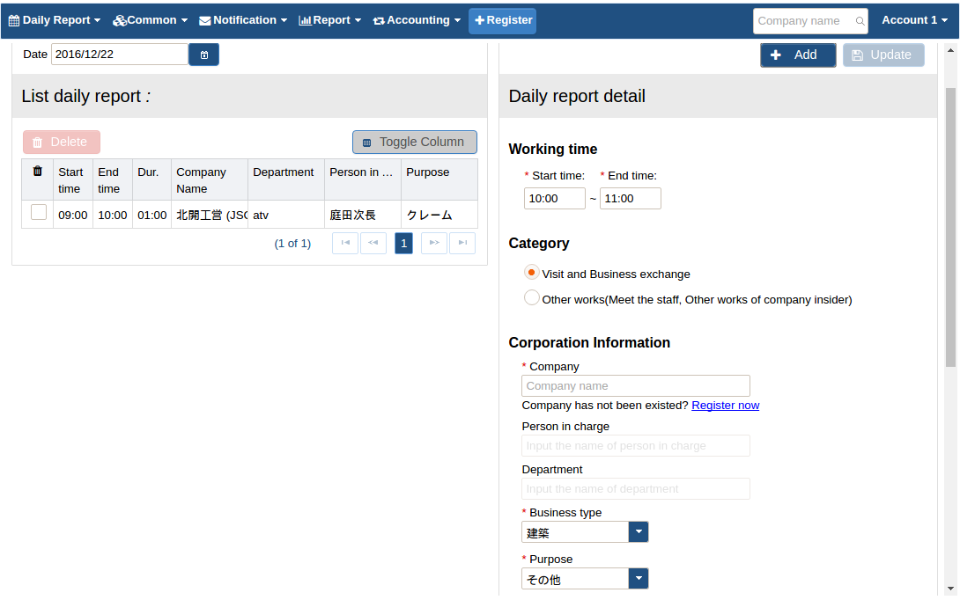 Daily Report Common Notification Report Accounting Register Company name Account 1
Date 2016/12/22
Add Update
List daily report :
Daily report detail
Delete Toggle Column
Start time End time Dur. Company Name Department Person in ... Purpose
09:00 10:00 01:00 北開工営 (JSC atv 庭田次長 クレーム
(1 of 1) 1
Working time
* Start time: * End time:
10:00 ~ 11:00
Category
Visit and Business exchange
Other works(Meet the staff, Other works of company insider)
Corporation Information
* Company
Company name
Company has not been existed? Register now
Person in charge
Input the name of person in charge
Department
Input the name of department
* Business type
建築
* Purpose
その他